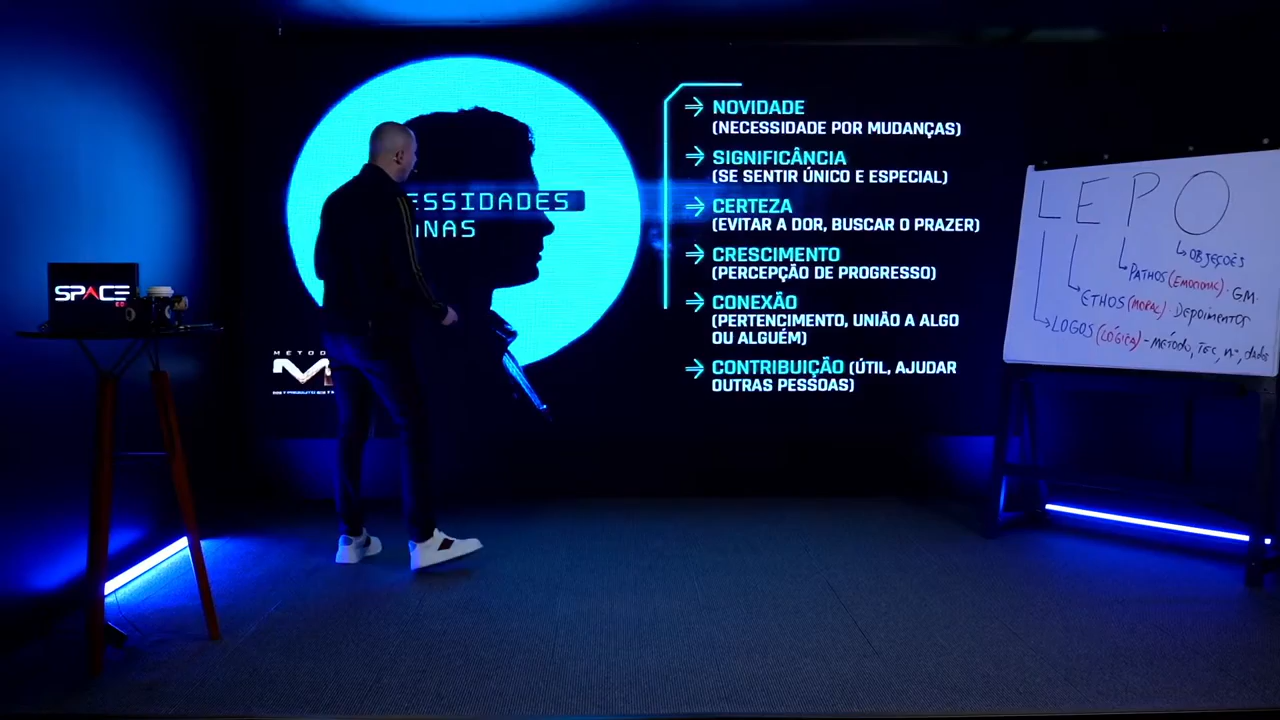 NOVIDADE
(NECESSIDADE POR MUDANÇAS)
SIGNIFICÂNCIA
(SE SENTIR ÚNICO E ESPECIAL)
CERTEZA
(EVITAR A DOR, BUSCAR O PRAZER)
CRESCIMENTO
(PERCEPÇÃO DE PROGRESSO)
CONEXÃO
(PERTENCIMENTO, UNIÃO A ALGO
OU ALGUÉM)
CONTRIBUIÇÃO (ÚTIL, AJUDAR
OUTRAS PESSOAS)
ESSIDADES
NAS
SPACE
MÉTOD
M
LEPO
OBJEÇÕES
PATHOS (EMOCIONAL) - GM.
ETHOS (MORAL) - DEPOIMENTOS
LOGOS (LÓGICA) - MÉTODO, TEC, nº, dados